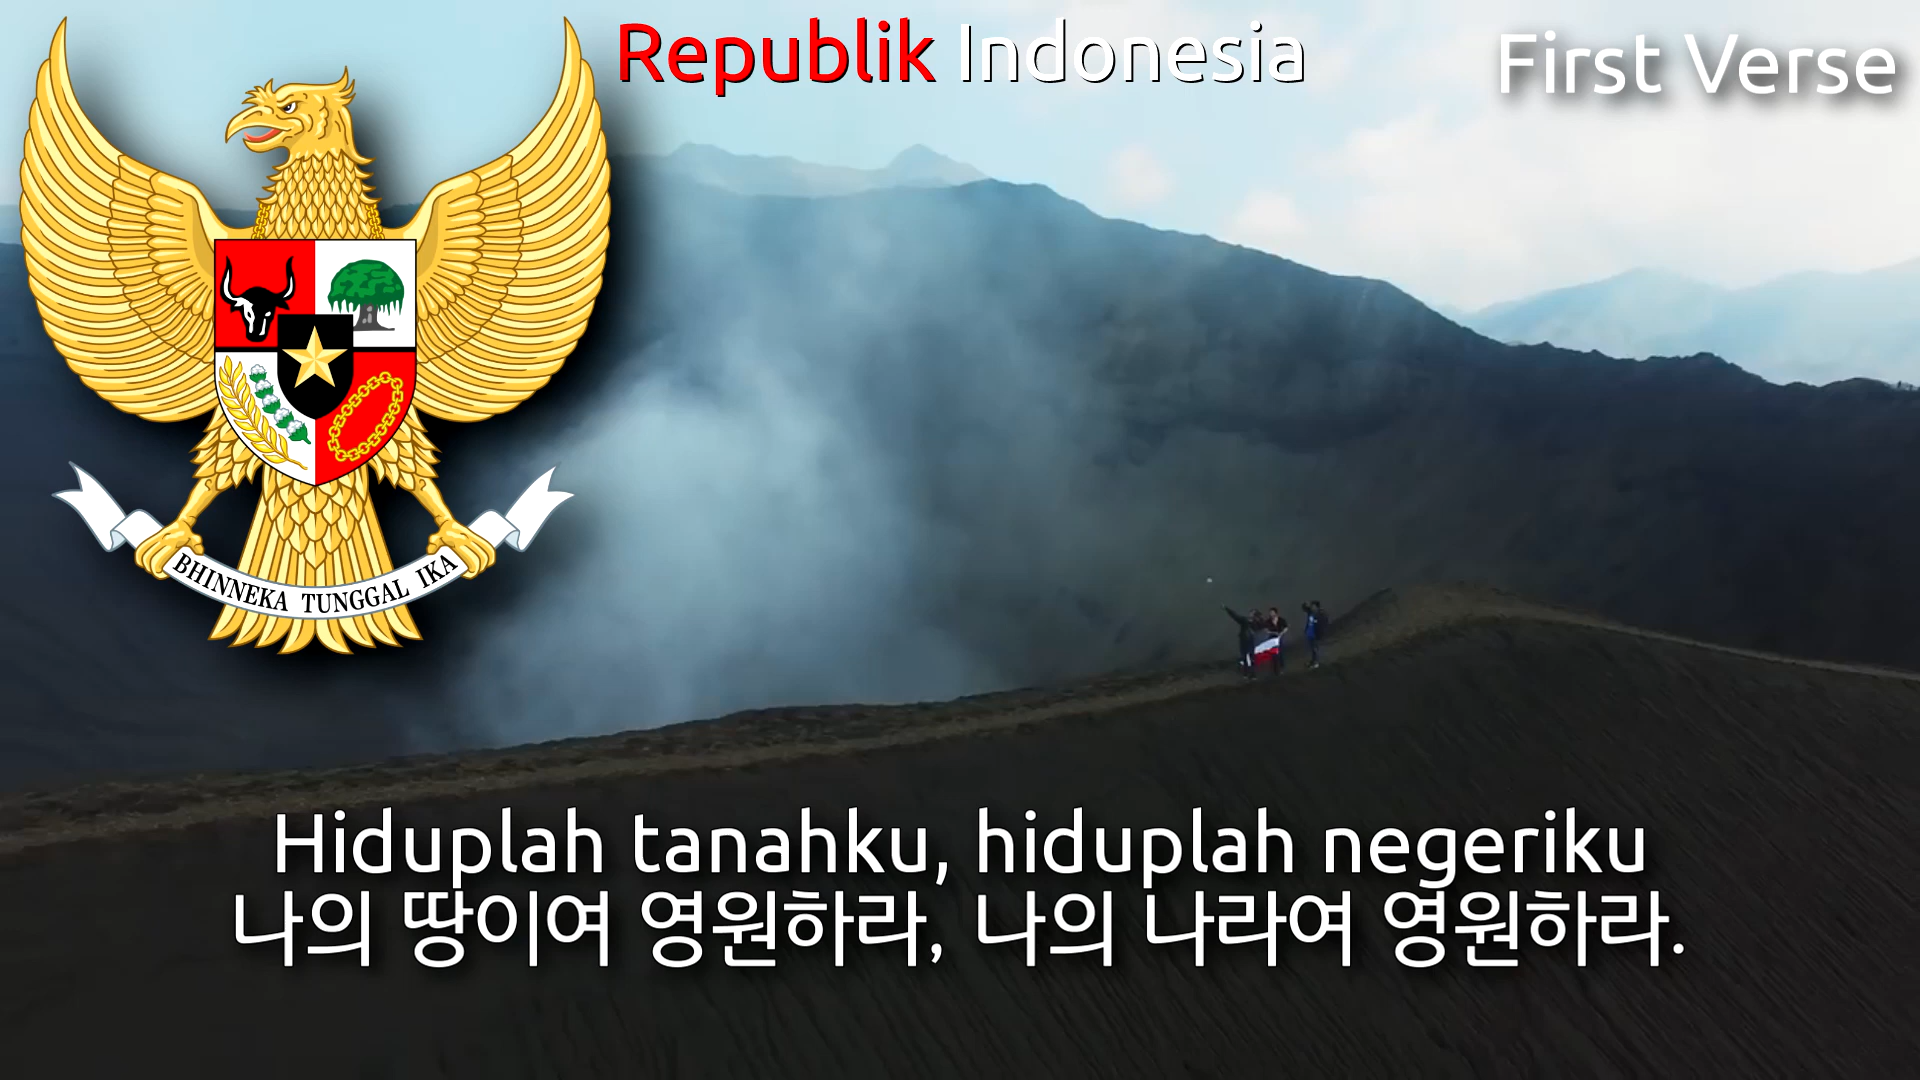 Republik Indonesia
First Verse
BHINNEKA TUNGGAL IKA
Hiduplah tanahku, hiduplah negeriku
나의 땅이여 영원하라, 나의 나라여 영원하라.